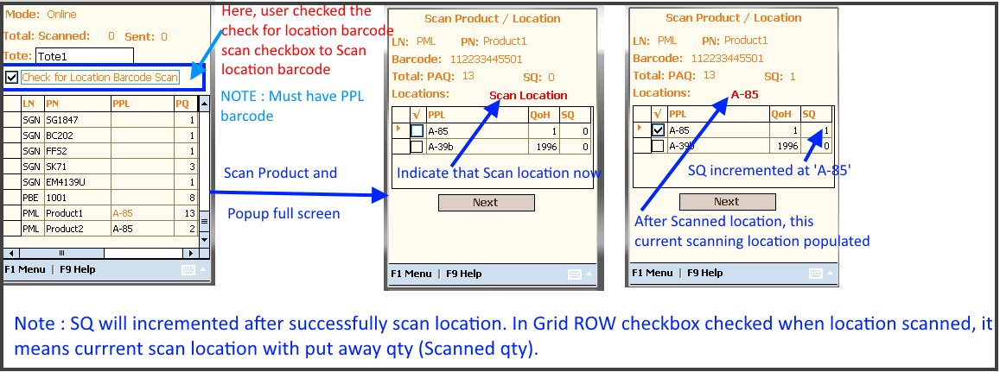 Mode: Online
Total: Scanned: 0 Sent: 0
Tote: Tote1
Check for Location Barcode Scan
LN PN PPL PQ
SGN SG1847 1
SGN BC202 1
SGN FFS2 1
SGN SK71 3
SGN EM4139U 1
PBE 1001 8
PML Product1 A-85 13
PML Product2 A-85 2
F1 Menu | F9 Help
Here, user checked the
check for location barcode
scan checkbox to Scan
location barcode
NOTE : Must have PPL
barcode
Scan Product and
Popup full screen
Scan Product / Location
LN: PML PN: Product1
Barcode: 112233445501
Total: PAQ: 13 SQ: 0
Locations: Scan Location
√ PPL QoH SQ
A-85 1 0
A-39b 1996 0
Indicate that Scan location now
Next
F1 Menu | F9 Help
Scan Product / Location
LN: PML PN: Product1
Barcode: 112233445501
Total: PAQ: 13 SQ: 1
Locations: A-85
√ PPL QoH SQ
A-85 1 1
A-39b 1996 0
SQ incremented at 'A-85'
Next
After Scanned location, this
current scanning location populated
F1 Menu | F9 Help
Note : SQ will incremented after successfully scan location. In Grid ROW checkbox checked when location scanned, it
means currrent scan location with put away qty (Scanned qty).